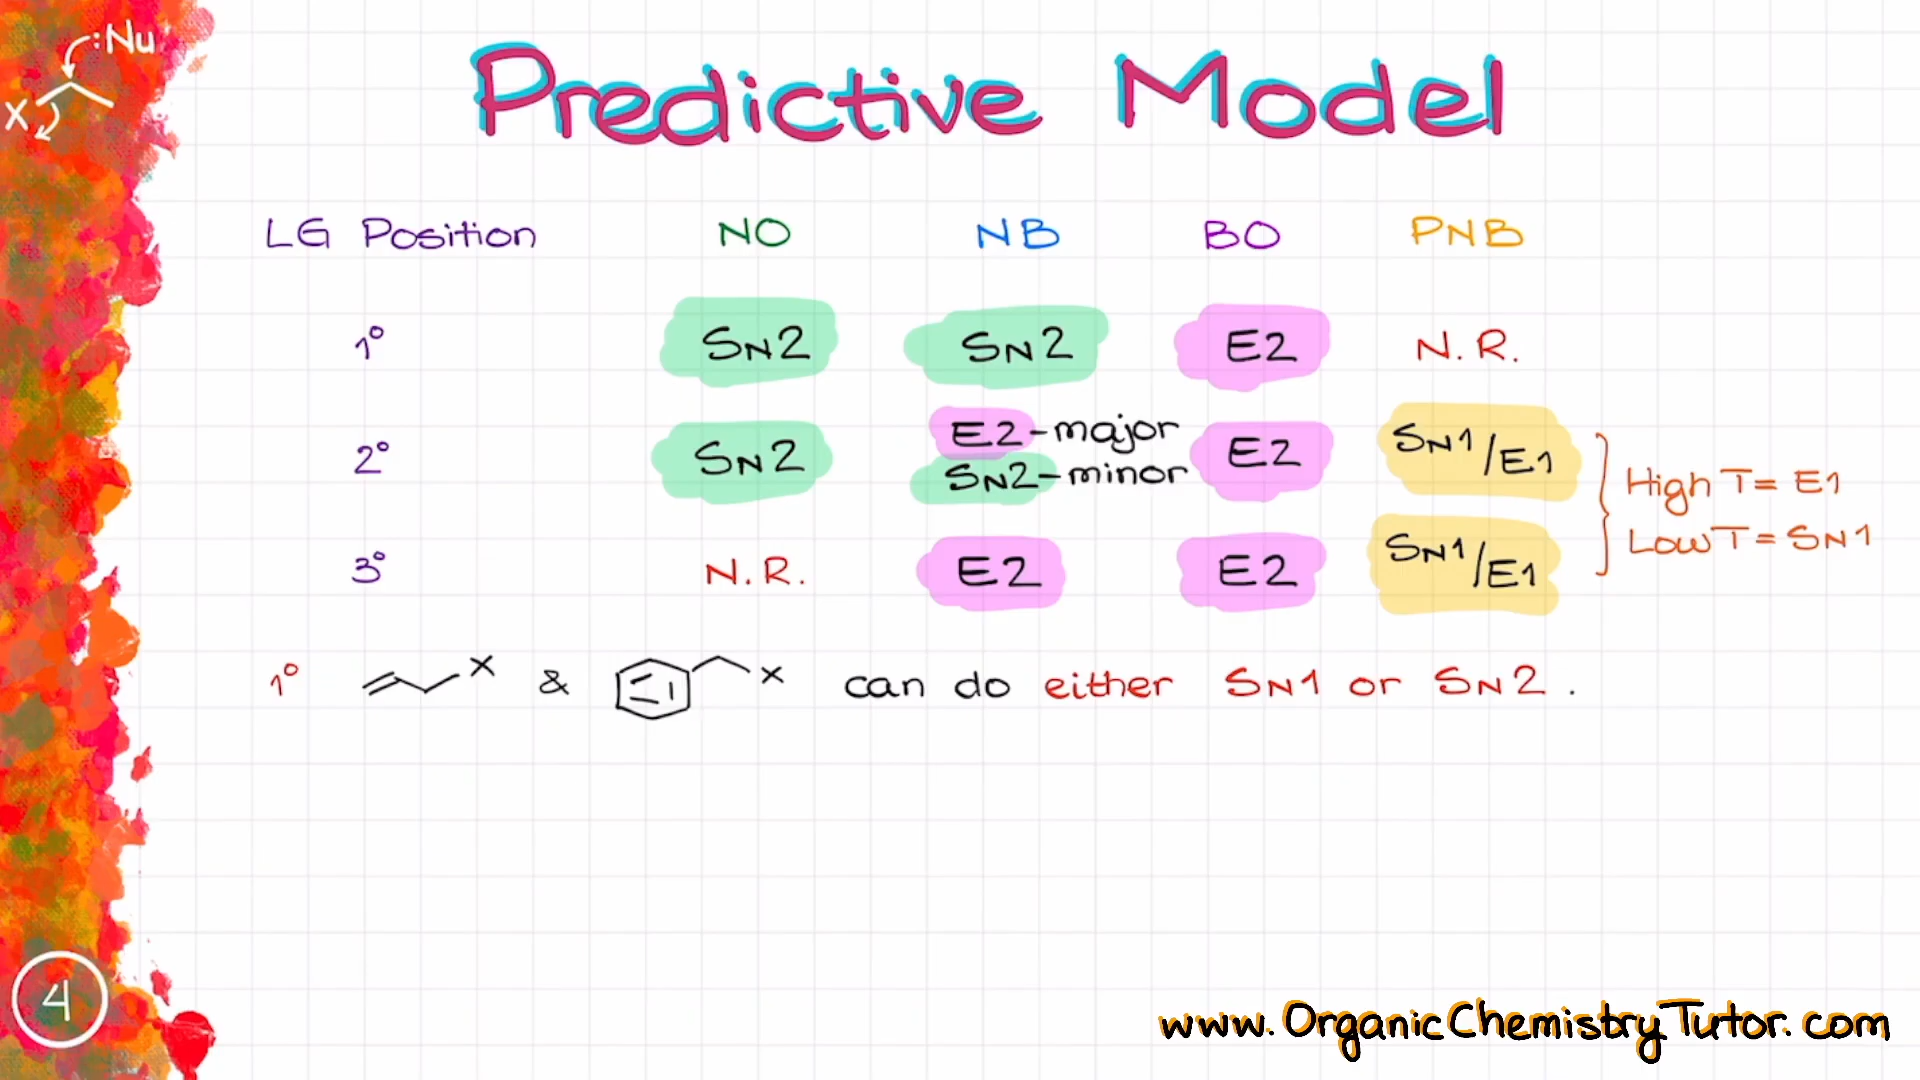 :Nu
X
Predictive Model
LG Position NO NB BO PNB
1° SN2 SN2 E2 N.R.
2° SN2 E2-major E2 SN1/E1
SN2-minor
3° N.R. E2 E2 SN1/E1
High T = E1
Low T = SN1
1° X & X can do either SN1 or SN2.
4
www.OrganicChemistryTutor.com